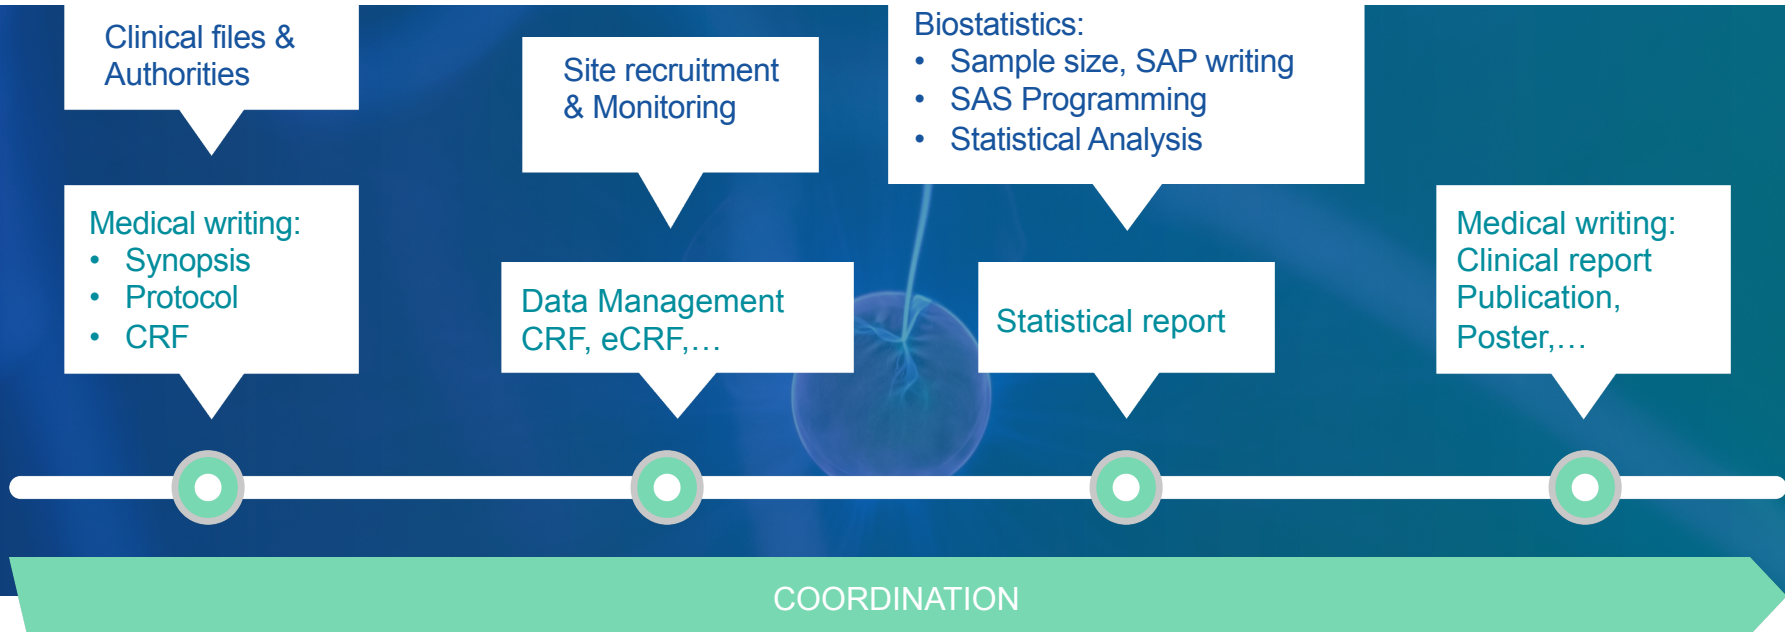 Clinical files &
Authorities
Medical writing:
• Synopsis
• Protocol
• CRF
Site recruitment
& Monitoring
Data Management
CRF, eCRF,…
Biostatistics:
• Sample size, SAP writing
• SAS Programming
• Statistical Analysis
Statistical report
Medical writing:
Clinical report
Publication,
Poster,…
COORDINATION